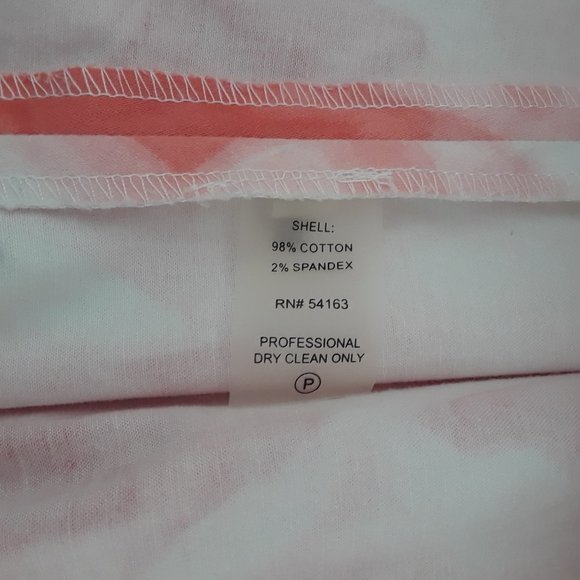 SHELL:
98% COTTON
2% SPANDEX
RN# 54163
PROFESSIONAL
DRY CLEAN ONLY
P